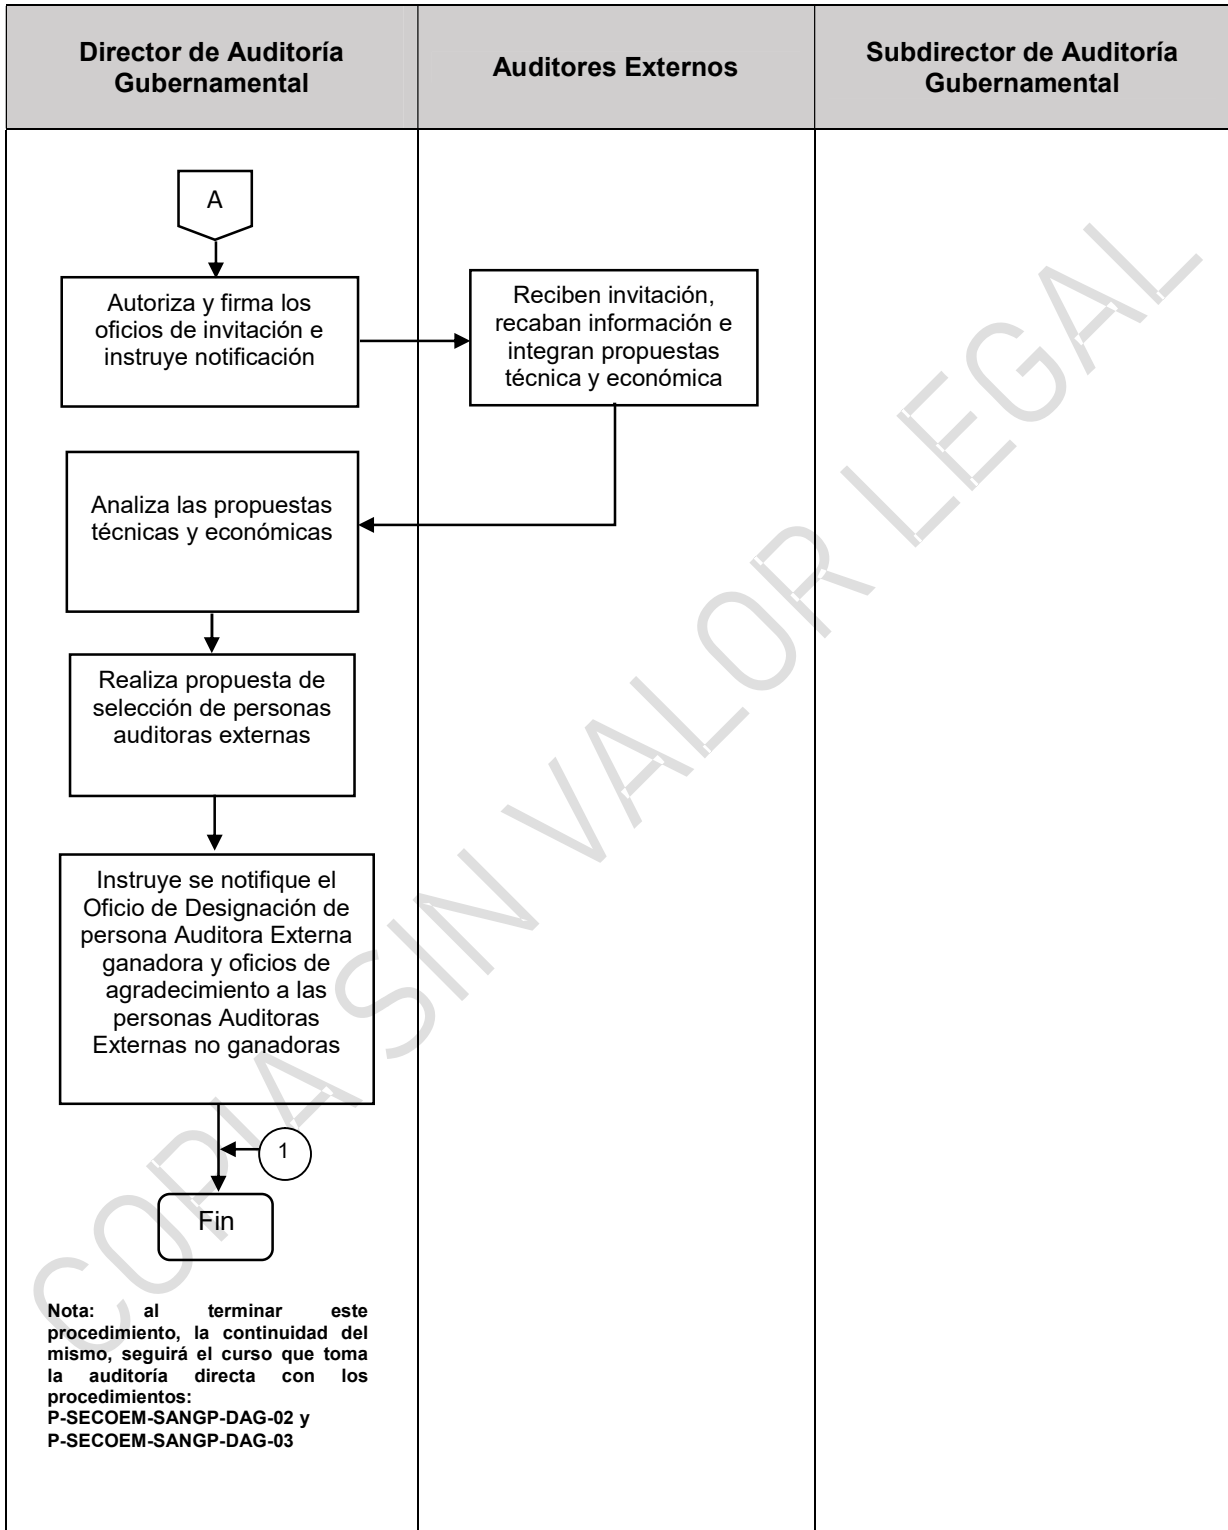 Director de Auditoría
Gubernamental
Auditores Externos
Subdirector de Auditoría
Gubernamental
A
Autoriza y firma los
oficios de invitación e
instruye notificación
Reciben invitación,
recaban información e
integran propuestas
técnica y económica
Analiza las propuestas
técnicas y económicas
Realiza propuesta de
selección de personas
auditoras externas
Instruye se notifique el
Oficio de Designación de
persona Auditora Externa
ganadora y oficios de
agradecimiento a las
personas Auditoras
Externas no ganadoras
1
Fin
Nota: al terminar este
procedimiento, la continuidad del
mismo, seguirá el curso que toma
la auditoría directa con los
procedimientos:
P-SECOEM-SANGP-DAG-02 y
P-SECOEM-SANGP-DAG-03
COPIA SIN VALOR LEGAL